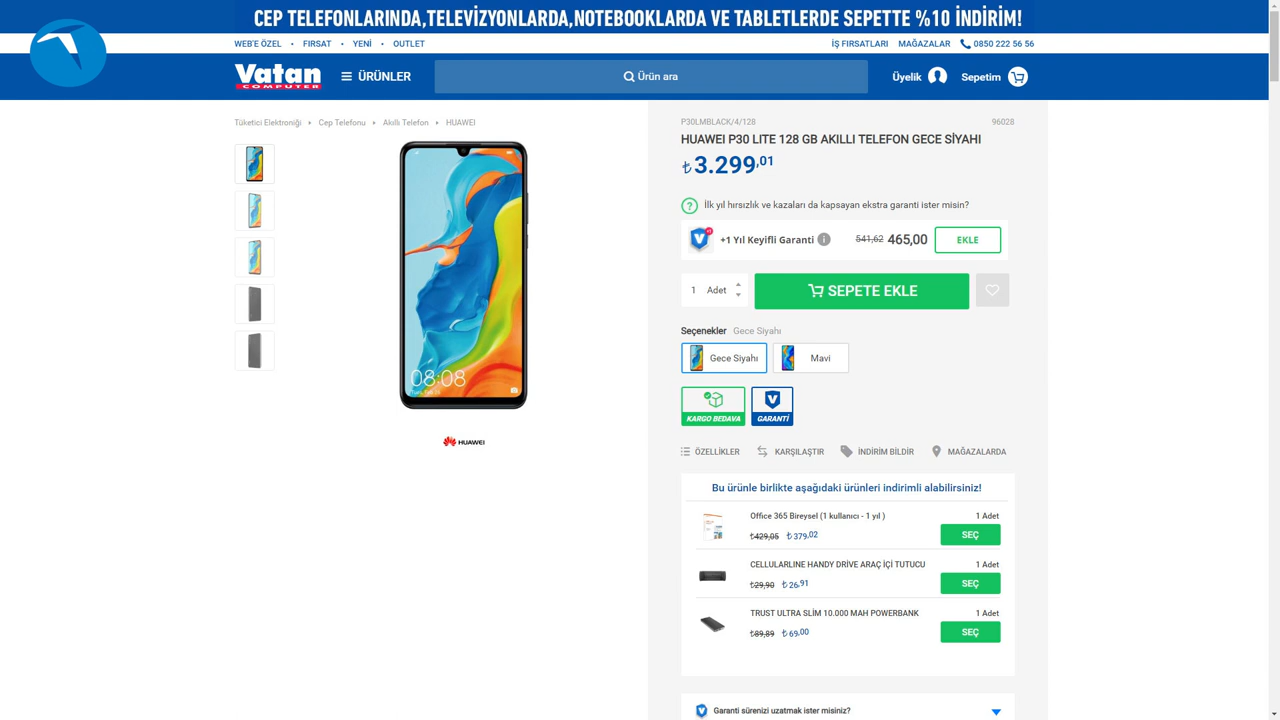 CEP TELEFONLARINDA,TELEVİZYONLARDA,NOTEBOOKLARDA VE TABLETLERDE SEPETTE %10 İNDİRİM!
WEB'E ÖZEL • FIRSAT • YENİ • OUTLET
İŞ FIRSATLARI MAĞAZALAR 0850 222 56 56
Vatan
COMPUTER
ÜRÜNLER
Ürün ara
Üyelik
Sepetim
Tüketici Elektroniği Cep Telefonu Akıllı Telefon HUAWEI
P30LMBLACK/4/128 96028
HUAWEI P30 LITE 128 GB AKILLI TELEFON GECE SİYAHI
₺3.299,01
İlk yıl hırsızlık ve kazaları da kapsayan ekstra garanti ister misin?
+1 Yıl Keyifli Garanti 541,62 465,00 EKLE
1 Adet
SEPETE EKLE
Seçenekler Gece Siyahı
Gece Siyahı Mavi
KARGO BEDAVA GARANTİ
ÖZELLİKLER KARŞILAŞTIR İNDİRİM BİLDİR MAĞAZALARDA
08:08
HUAWEI
Bu ürünle birlikte aşağıdaki ürünleri indirimli alabilirsiniz!
Office 365 Bireysel (1 kullanıcı - 1 yıl ) 1 Adet
₺429,05 ₺379,02 SEÇ
CELLULARLINE HANDY DRİVE ARAÇ İÇİ TUTUCU 1 Adet
₺29,90 ₺26,91 SEÇ
TRUST ULTRA SLİM 10.000 MAH POWERBANK 1 Adet
₺89,89 ₺69,00 SEÇ
Garanti sürenizi uzatmak ister misiniz?